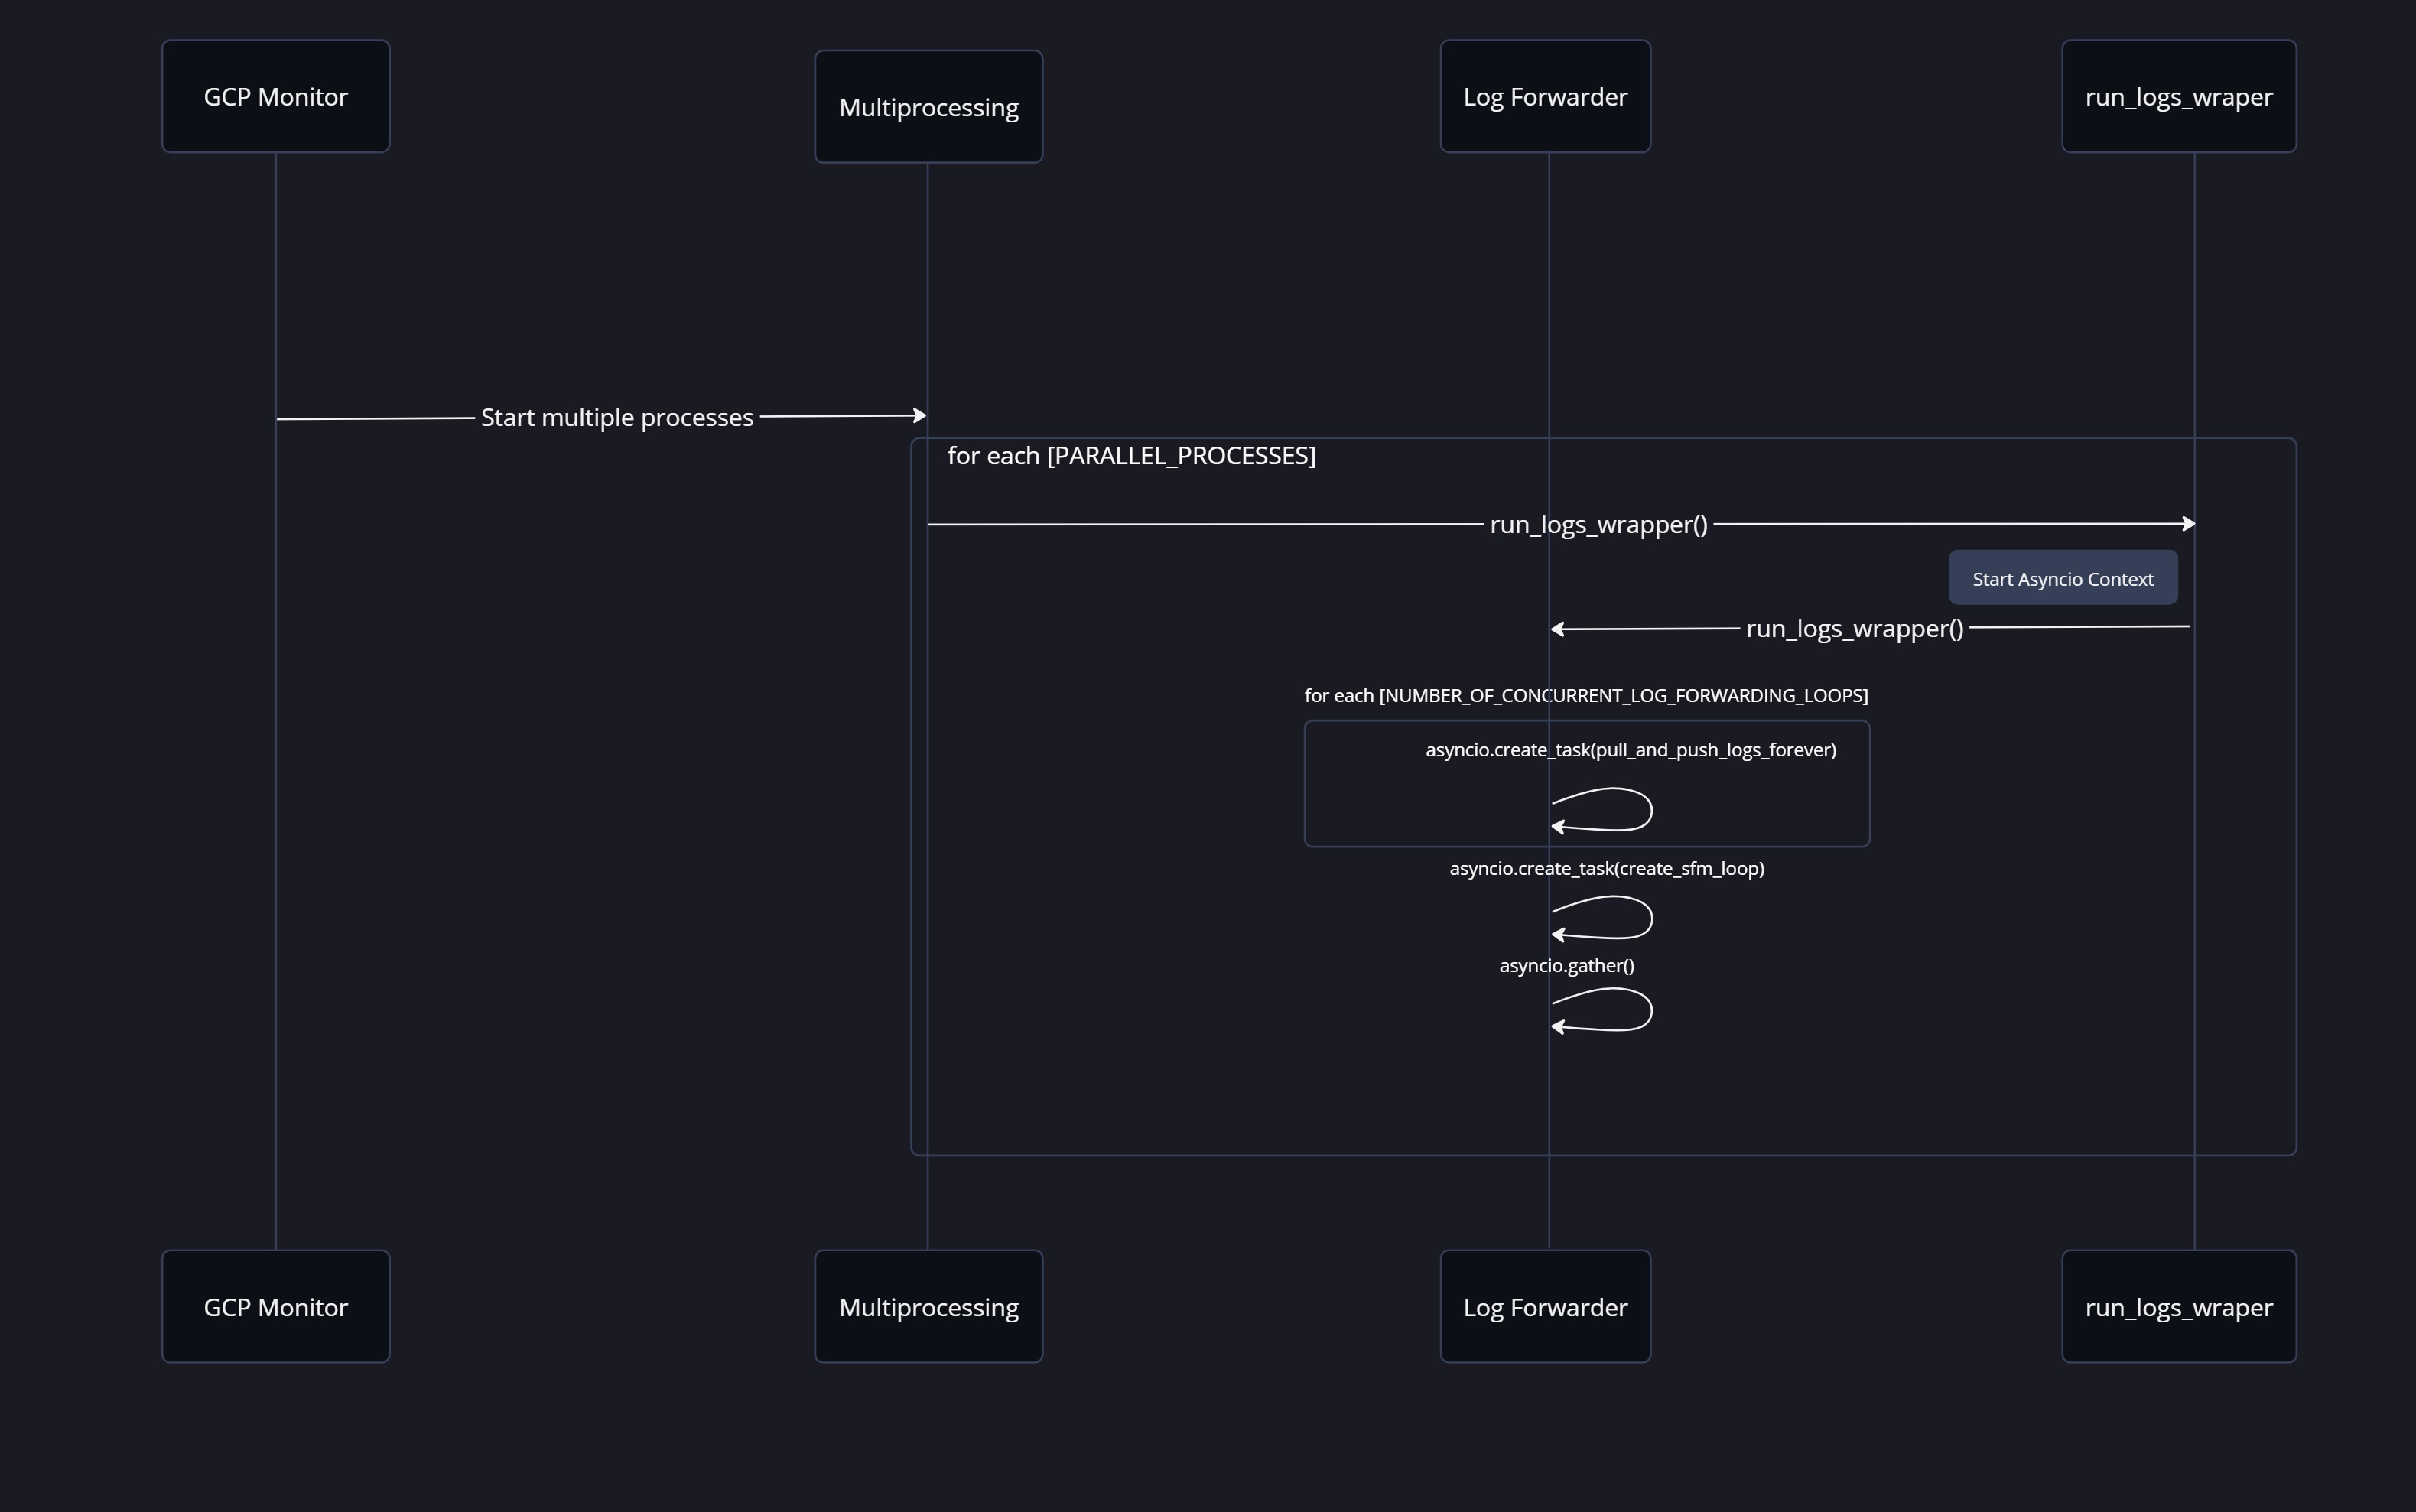 GCP Monitor
Multiprocessing
Log Forwarder
run_logs_wraper
Start multiple processes
for each [PARALLEL_PROCESSES]
run_logs_wrapper()
Start Asyncio Context
run_logs_wrapper()
for each [NUMBER_OF_CONCURRENT_LOG_FORWARDING_LOOPS]
asyncio.create_task(pull_and_push_logs_forever)
asyncio.create_task(create_sfm_loop)
asyncio.gather()
GCP Monitor
Multiprocessing
Log Forwarder
run_logs_wraper